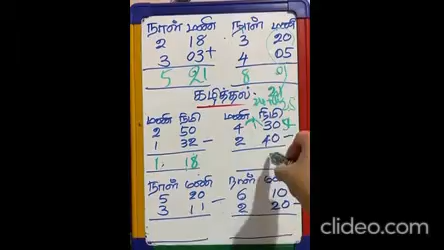 நாள் மணி நாள் மணி
2 18 3 20
3 03+ 4 05
5 21 8
கழித்தல்.
மணி நிமி மணி நிமி
2 50 4 30
1 32 – 2 40 –
1. 18
நாள் மணி நாள் மணி
5 20 6 10
3 11 – 2 20 –
clideo.com